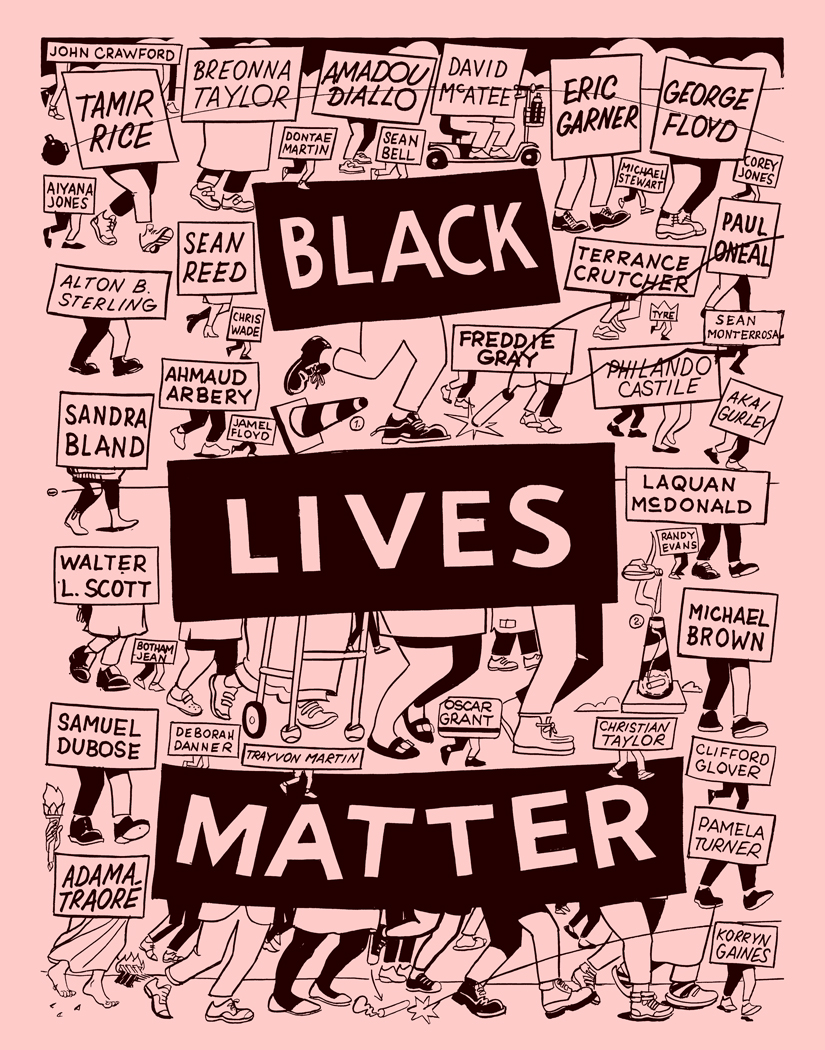 JOHN CRAWFORD
TAMIR
RICE
BREONNA
TAYLOR
AMADOU
DIALLO
DAVID
McATEE
ERIC
GARNER
GEORGE
FLOYD
DONTAE
MARTIN
SEAN
BELL
MICHAEL
STEWART
COREY
JONES
AIYANA
JONES
BLACK
SEAN
REED
PAUL
ONEAL
TERRANCE
CRUTCHER
ALTON B.
STERLING
CHRIS
WADE
TYRE
SEAN
MONTERROSA
FREDDIE
GRAY
PHILANDO
CASTILE
AHMAUD
ARBERY
AKAI
GURLEY
SANDRA
BLAND
JAMEL
FLOYD
1.
LIVES
LAQUAN
McDONALD
RANDY
EVANS
WALTER
L. SCOTT
2.
MICHAEL
BROWN
BOTHAM
JEAN
OSCAR
GRANT
SAMUEL
DUBOSE
DEBORAH
DANNER
TRAYVON MARTIN
CHRISTIAN
TAYLOR
CLIFFORD
GLOVER
MATTER
PAMELA
TURNER
ADAMA
TRAORE
KORRYN
GAINES